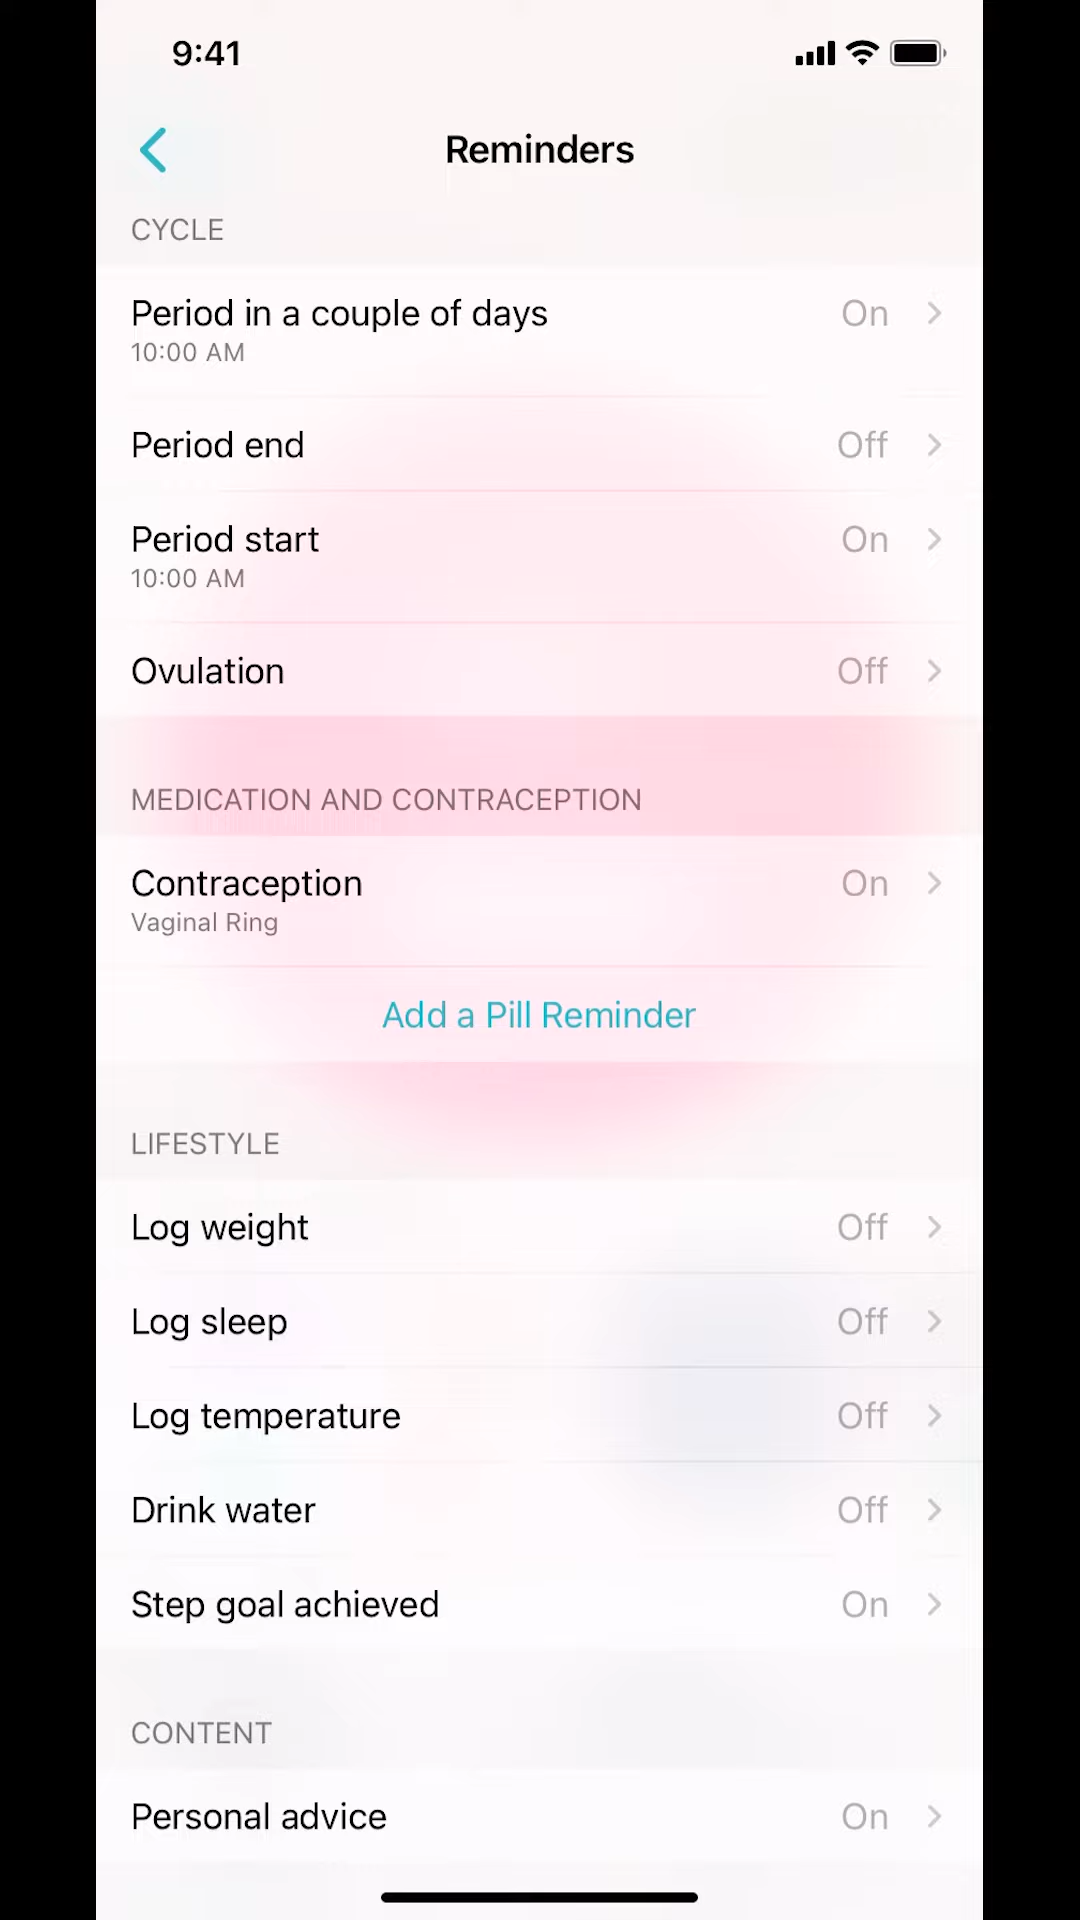 9:41
Reminders
CYCLE
Period in a couple of days On
10:00 AM
Period end Off
Period start On
10:00 AM
Ovulation Off
MEDICATION AND CONTRACEPTION
Contraception On
Vaginal Ring
Add a Pill Reminder
LIFESTYLE
Log weight Off
Log sleep Off
Log temperature Off
Drink water Off
Step goal achieved On
CONTENT
Personal advice On